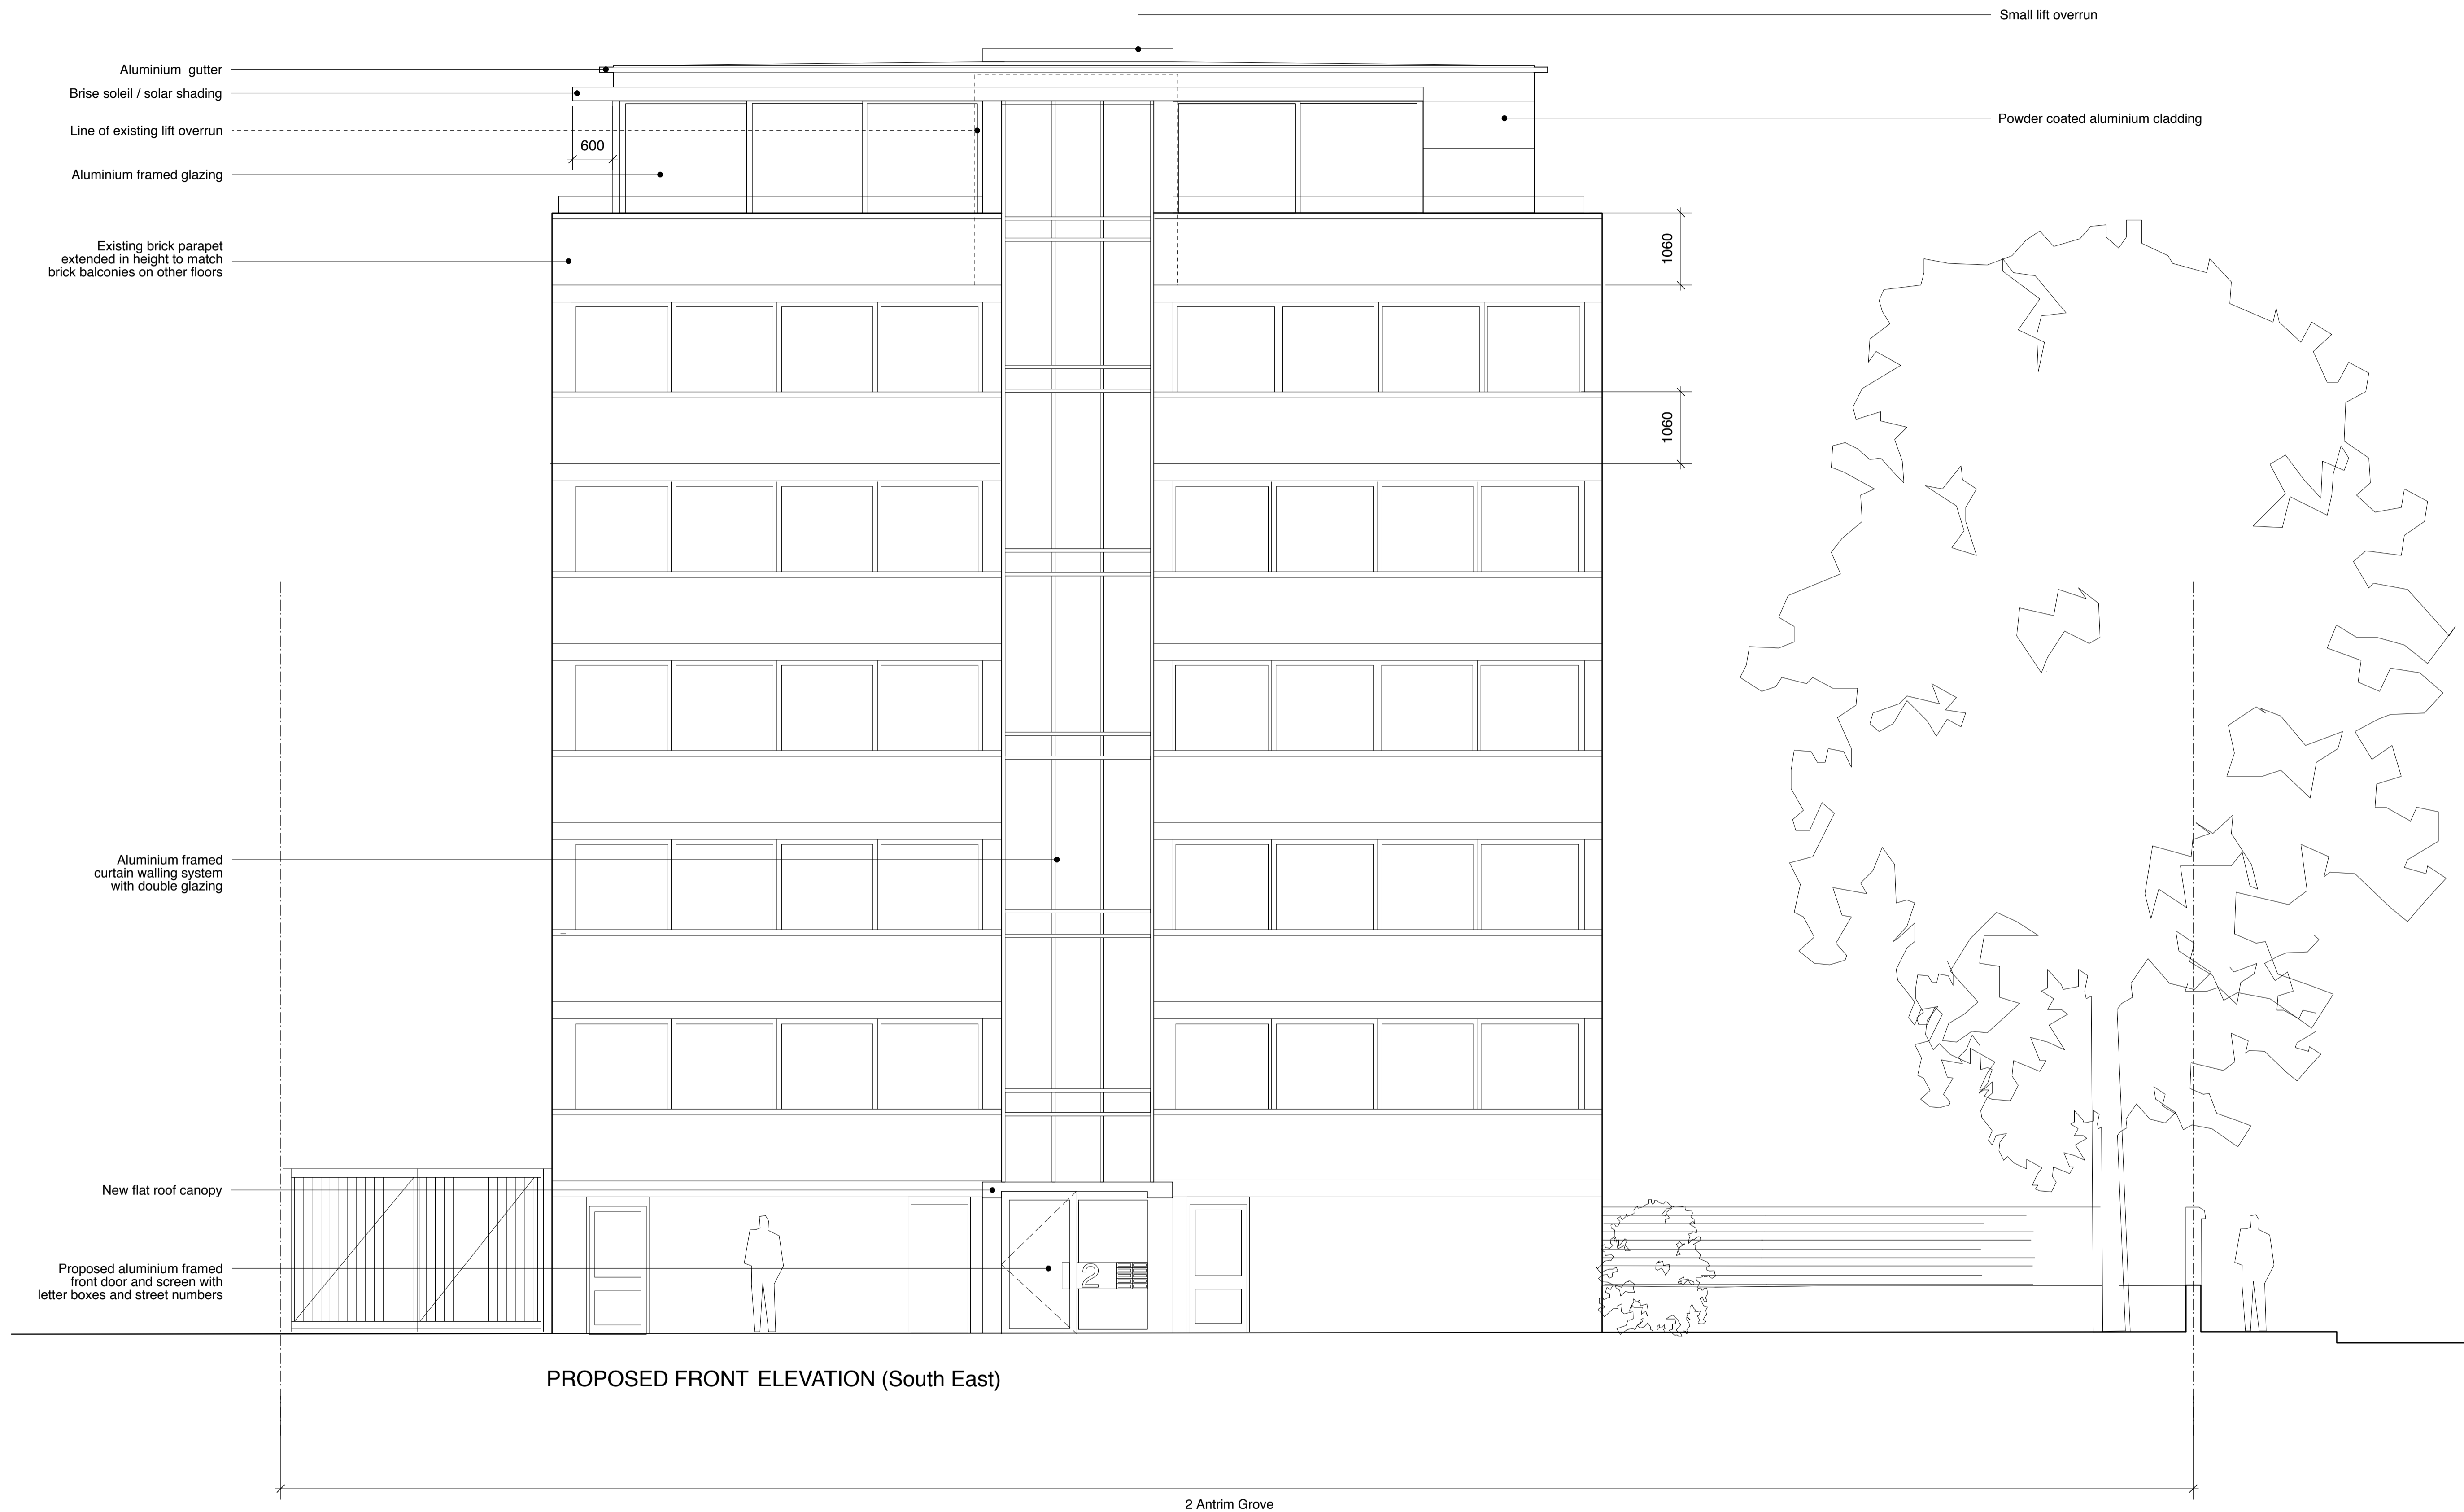 Small lift overrun
Aluminium gutter
Brise soleil / solar shading
Powder coated aluminium cladding
Line of existing lift overrun
600
Aluminium framed glazing
Existing brick parapet
extended in height to match
brick balconies on other floors
1060
1060
Aluminium framed
curtain walling system
with double glazing
New flat roof canopy
Proposed aluminium framed
front door and screen with
letter boxes and street numbers
2
PROPOSED FRONT ELEVATION (South East)
2 Antrim Grove